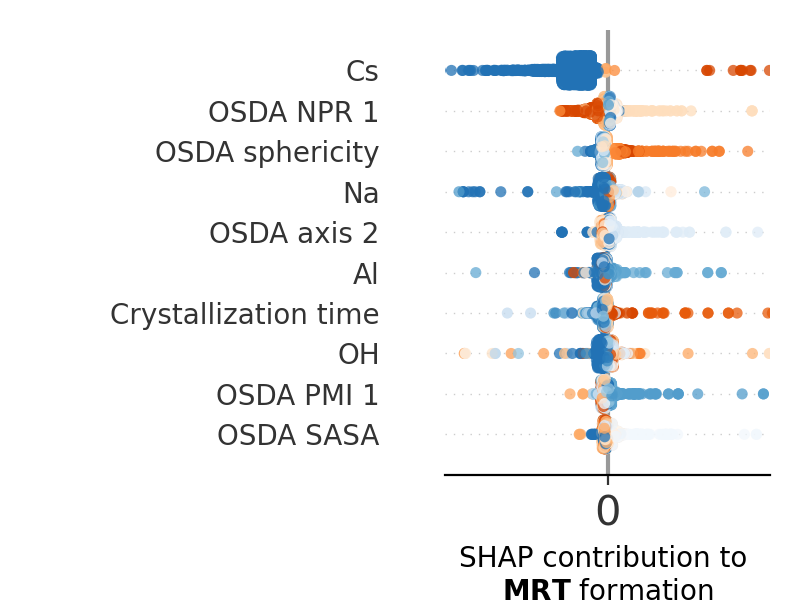 Cs
OSDA NPR 1
OSDA sphericity
Na
OSDA axis 2
Al
Crystallization time
OH
OSDA PMI 1
OSDA SASA
0
SHAP contribution to
MRT formation